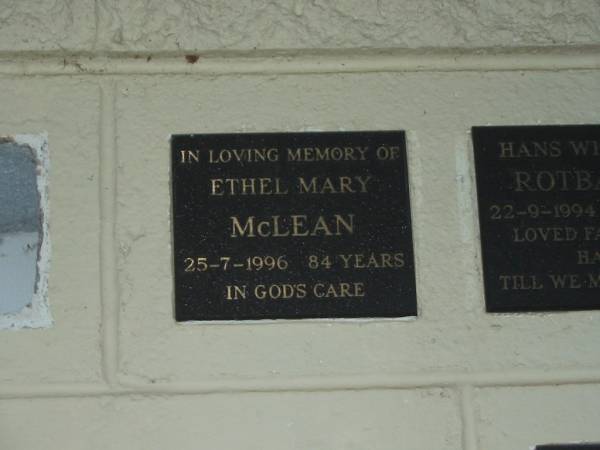 IN LOVING MEMORY OF
ETHEL MARY
McLEAN
25-7-1996 84 YEARS
IN GOD'S CARE
HANS
22-9-1994
LOVED
TILL WE